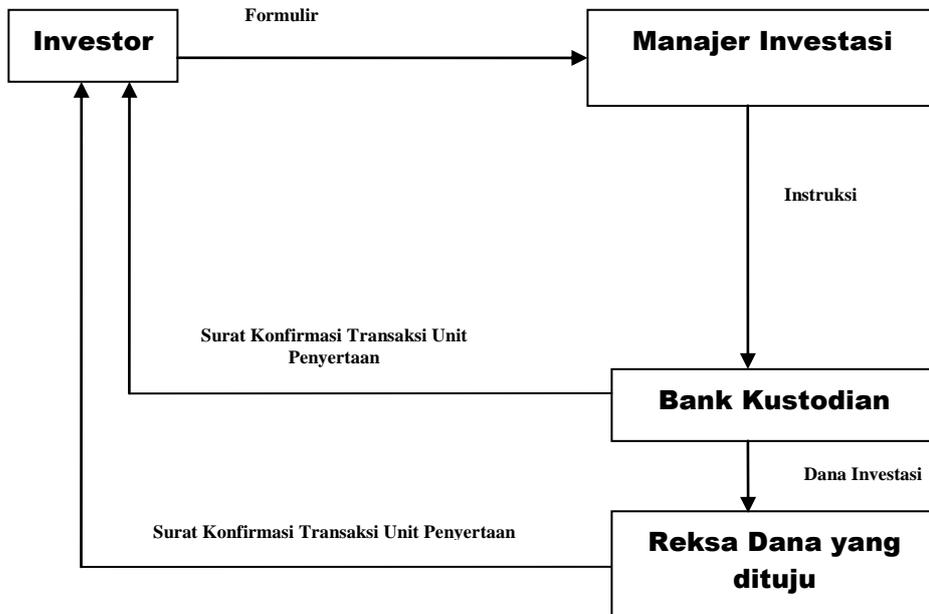 Formulir
Investor
Manajer Investasi
Instruksi
Surat Konfirmasi Transaksi Unit
Penyertaan
Bank Kustodian
Dana Investasi
Surat Konfirmasi Transaksi Unit Penyertaan
Reksa Dana yang
dituju